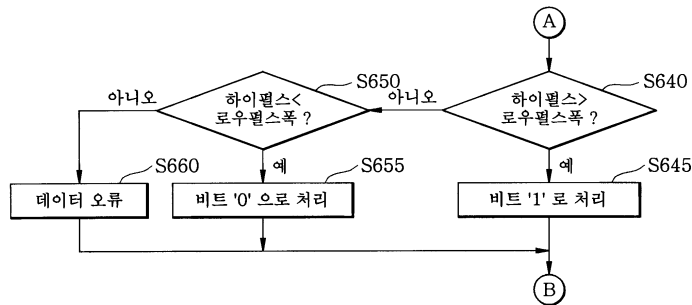 A
S640
하이펄스>
로우펄스폭 ?
아니오
예
S650
하이펄스<
로우펄스폭 ?
아니오
예
S660
데이터 오류
S655
비트 '0' 으로 처리
S645
비트 '1' 로 처리
B